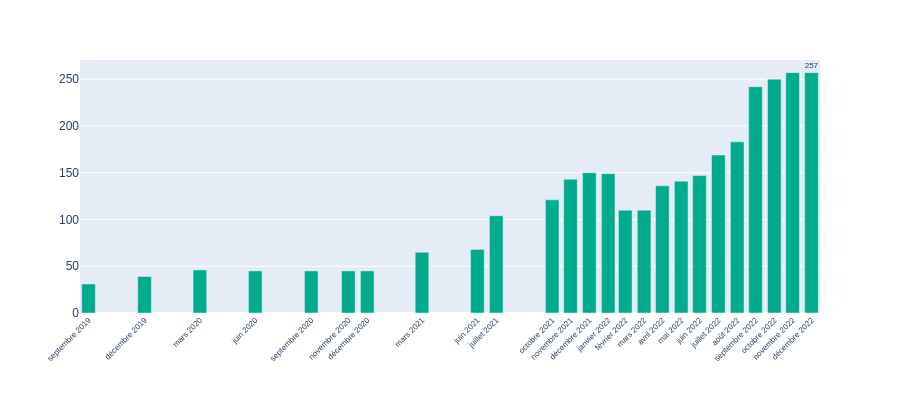 257
250
200
150
100
50
0
septembre 2019
décembre 2019
mars 2020
juin 2020
septembre 2020
novembre 2020
décembre 2020
mars 2021
juin 2021
juillet 2021
octobre 2021
novembre 2021
décembre 2021
janvier 2022
février 2022
mars 2022
avril 2022
mai 2022
juin 2022
juillet 2022
août 2022
septembre 2022
octobre 2022
novembre 2022
décembre 2022